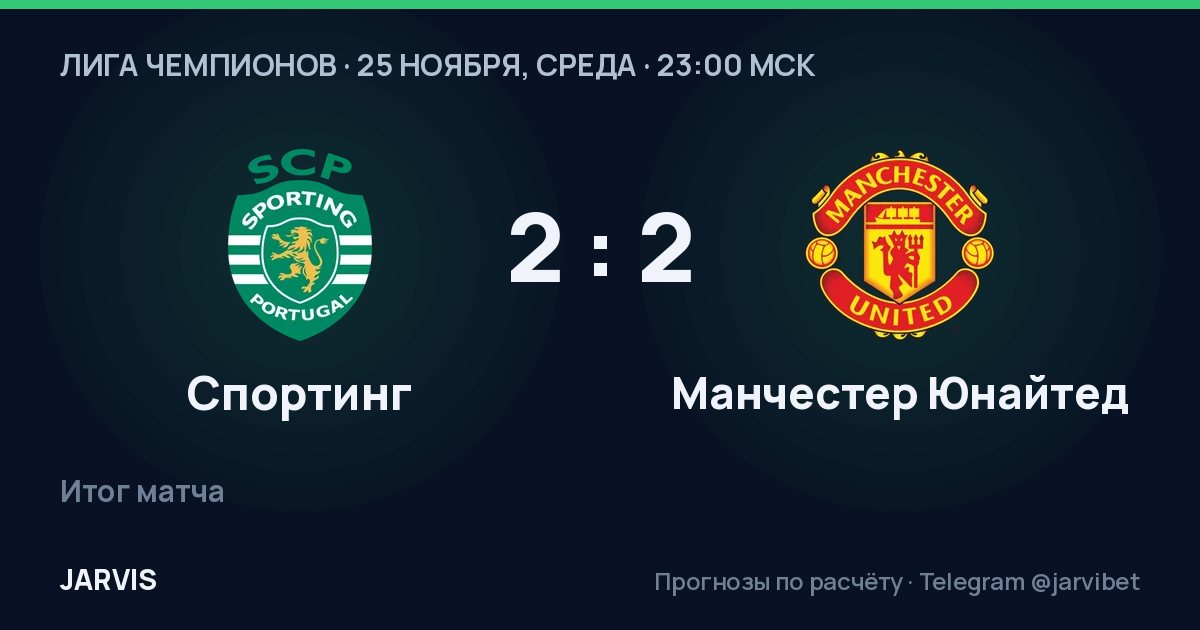 ЛИГА ЧЕМПИОНОВ · 25 НОЯБРЯ, СРЕДА · 23:00 МСК
SCP
SPORTING
PORTUGAL
2 : 2
MANCHESTER
UNITED
Спортинг
Манчестер Юнайтед
Итог матча
JARVIS
Прогнозы по расчёту · Telegram @jarvibet